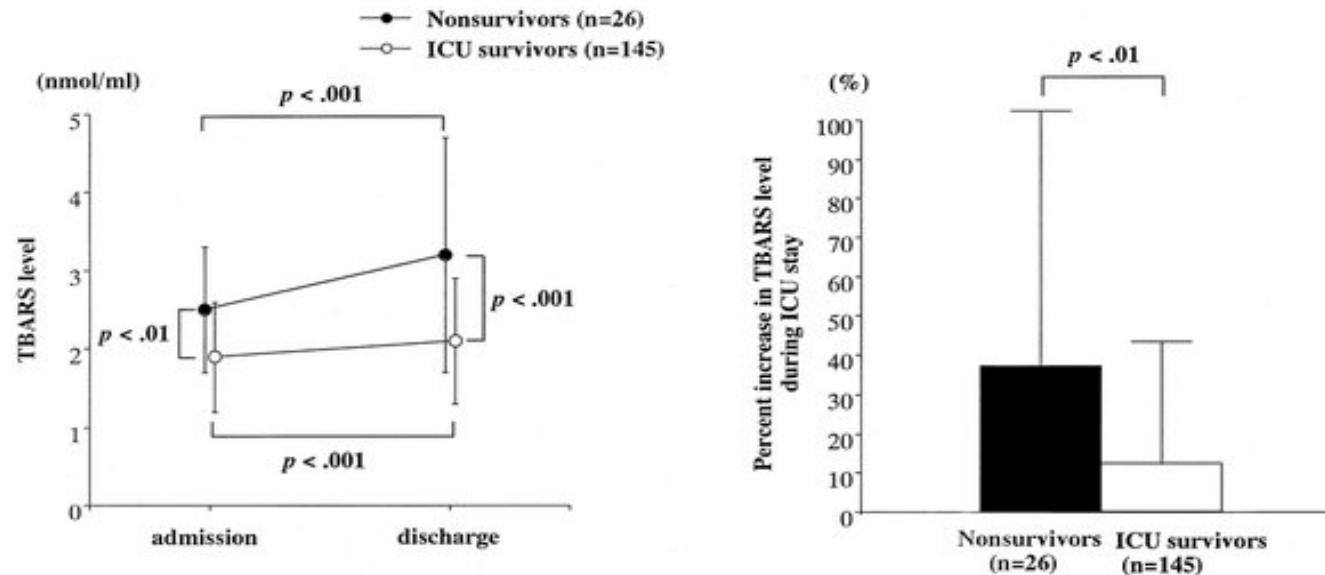 Nonsurvivors (n=26)
ICU survivors (n=145)
(nmol/ml)
p < .001
5
4
3
2
1
0
TBARS level
p < .01
p < .001
p < .001
admission
discharge
p < .01
(%)
100
90
80
70
60
50
40
30
20
10
0
Percent increase in TBARS level
during ICU stay
Nonsurvivors
(n=26)
ICU survivors
(n=145)